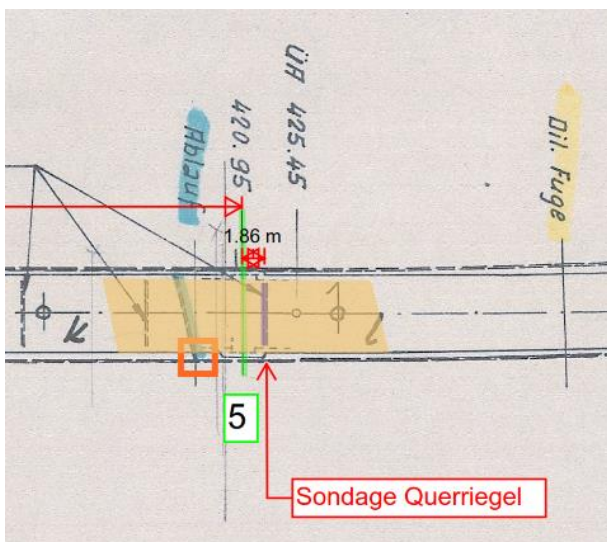 ÜA 425.45
420.95
Ablauf
Dil. Fuge
1.86 m
5
Sondage Querriegel